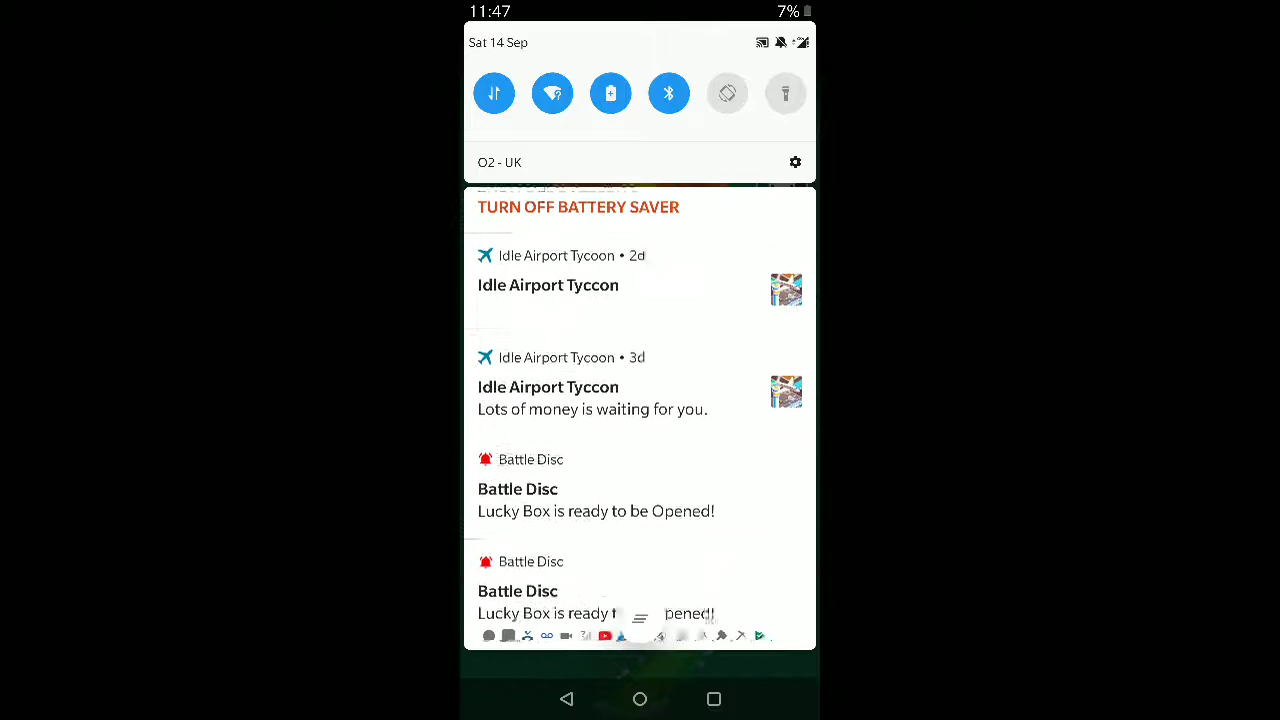 11:47
7%
Sat 14 Sep
O2 - UK
TURN OFF BATTERY SAVER
Idle Airport Tycoon • 2d
Idle Airport Tyccon
Idle Airport Tycoon • 3d
Idle Airport Tyccon
Lots of money is waiting for you.
Battle Disc
Battle Disc
Lucky Box is ready to be Opened!
Battle Disc
Battle Disc
Lucky Box is ready